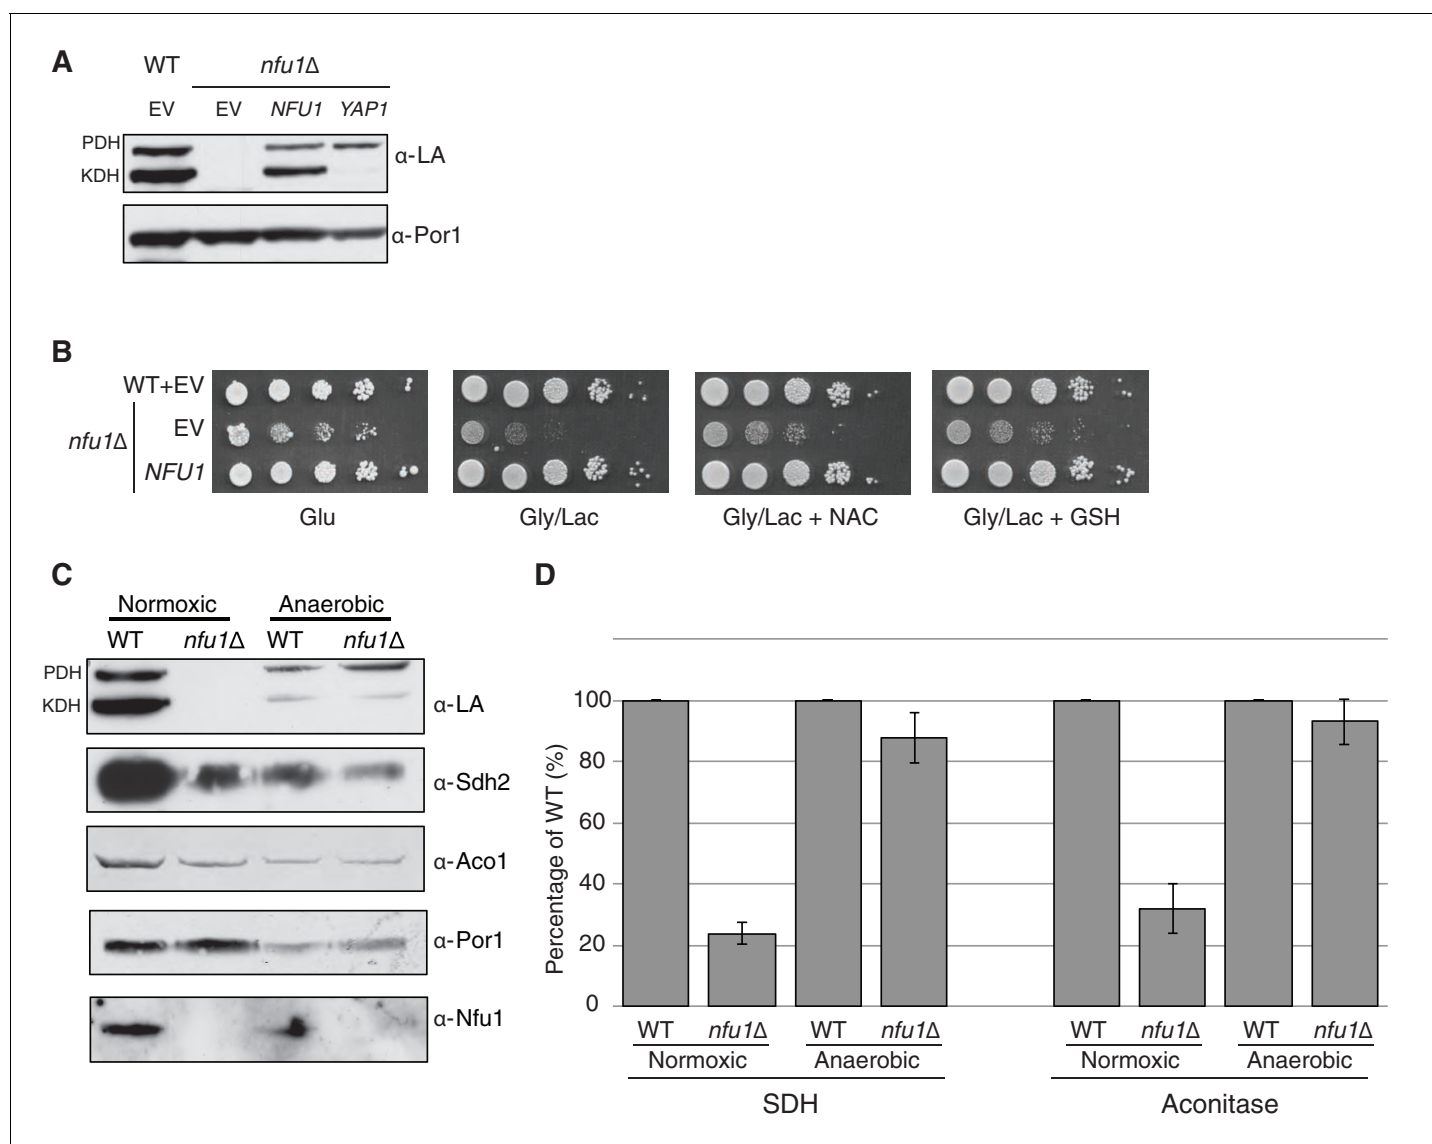 A
WT
nfu1Δ
EV
EV
NFU1
YAP1
PDH
KDH
α-LA
α-Por1
B
WT+EV
nfu1Δ
EV
NFU1
Glu
Gly/Lac
Gly/Lac + NAC
Gly/Lac + GSH
C
Normoxic
Anaerobic
WT
nfu1Δ
WT
nfu1Δ
PDH
KDH
α-LA
α-Sdh2
α-Aco1
α-Por1
α-Nfu1
D
Percentage of WT (%)
100
80
60
40
20
0
WT
nfu1Δ
WT
nfu1Δ
WT
nfu1Δ
WT
nfu1Δ
Normoxic
Anaerobic
Normoxic
Anaerobic
SDH
Aconitase